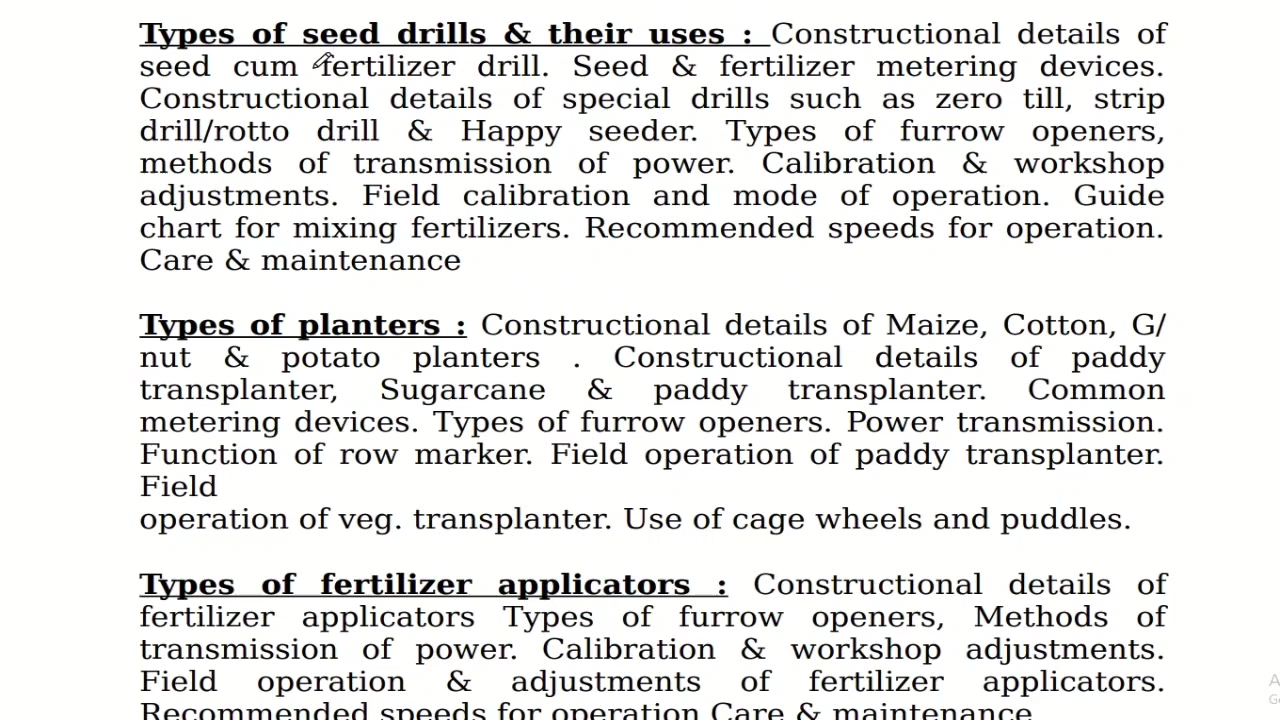 Types of seed drills & their uses : Constructional details of
seed cum fertilizer drill. Seed & fertilizer metering devices.
Constructional details of special drills such as zero till, strip
drill/rotto drill & Happy seeder. Types of furrow openers,
methods of transmission of power. Calibration & workshop
adjustments. Field calibration and mode of operation. Guide
chart for mixing fertilizers. Recommended speeds for operation.
Care & maintenance
Types of planters : Constructional details of Maize, Cotton, G/
nut & potato planters . Constructional details of paddy
transplanter, Sugarcane & paddy transplanter. Common
metering devices. Types of furrow openers. Power transmission.
Function of row marker. Field operation of paddy transplanter.
Field
operation of veg. transplanter. Use of cage wheels and puddles.
Types of fertilizer applicators : Constructional details of
fertilizer applicators Types of furrow openers, Methods of
transmission of power. Calibration & workshop adjustments.
Field operation & adjustments of fertilizer applicators.
Recommended speeds for operation Care & maintenance